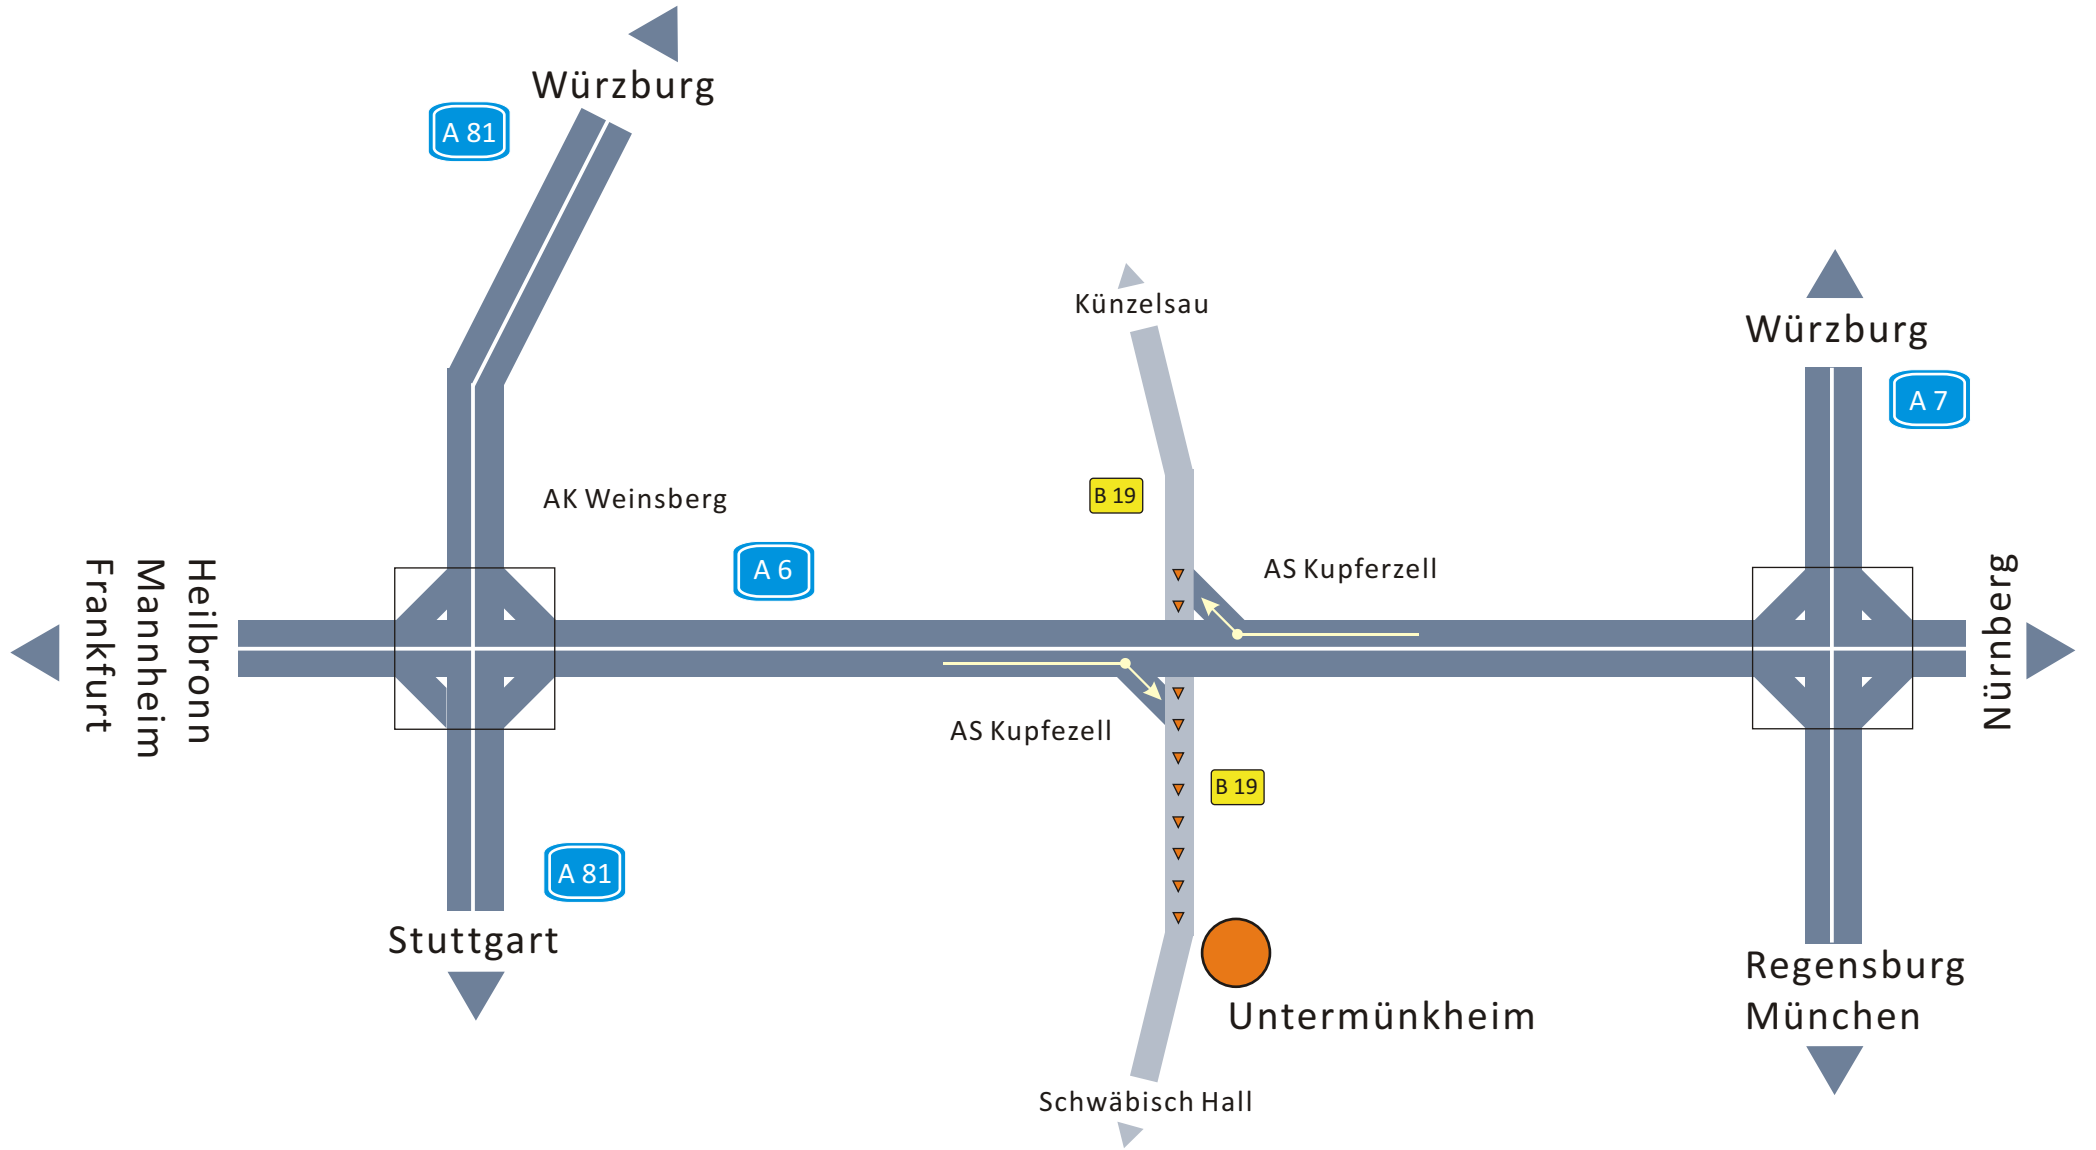 Würzburg
A 81
Künzelsau
Würzburg
A 7
B 19
AK Weinsberg
A 6
AS Kupferzell
Heilbronn
Mannheim
Frankfurt
Nürnberg
AS Kupfezell
B 19
A 81
Stuttgart
Untermünkheim
Regensburg
München
Schwäbisch Hall